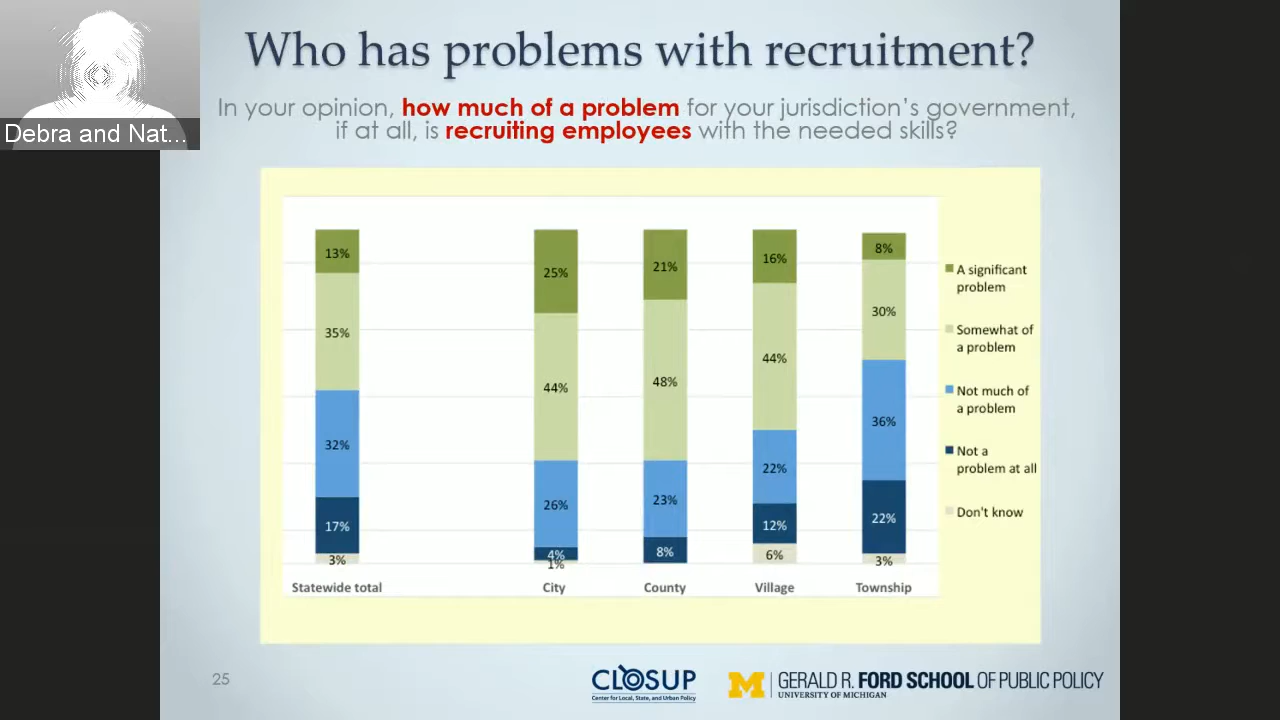 Who has problems with recruitment?
Debra and Nat...
In your opinion, how much of a problem for your jurisdiction's government,
if at all, is recruiting employees with the needed skills?
13%
35%
32%
17%
3%
25%
44%
26%
4%
1%
21%
48%
23%
8%
16%
44%
22%
12%
6%
8%
30%
36%
22%
3%
Statewide total
City
County
Village
Township
A significant
problem
Somewhat of
a problem
Not much of
a problem
Not a
problem at all
Don't know
25
CLOSUP
Center for Local, State, and Urban Policy
M
GERALD R. FORD SCHOOL OF PUBLIC POLICY
UNIVERSITY OF MICHIGAN